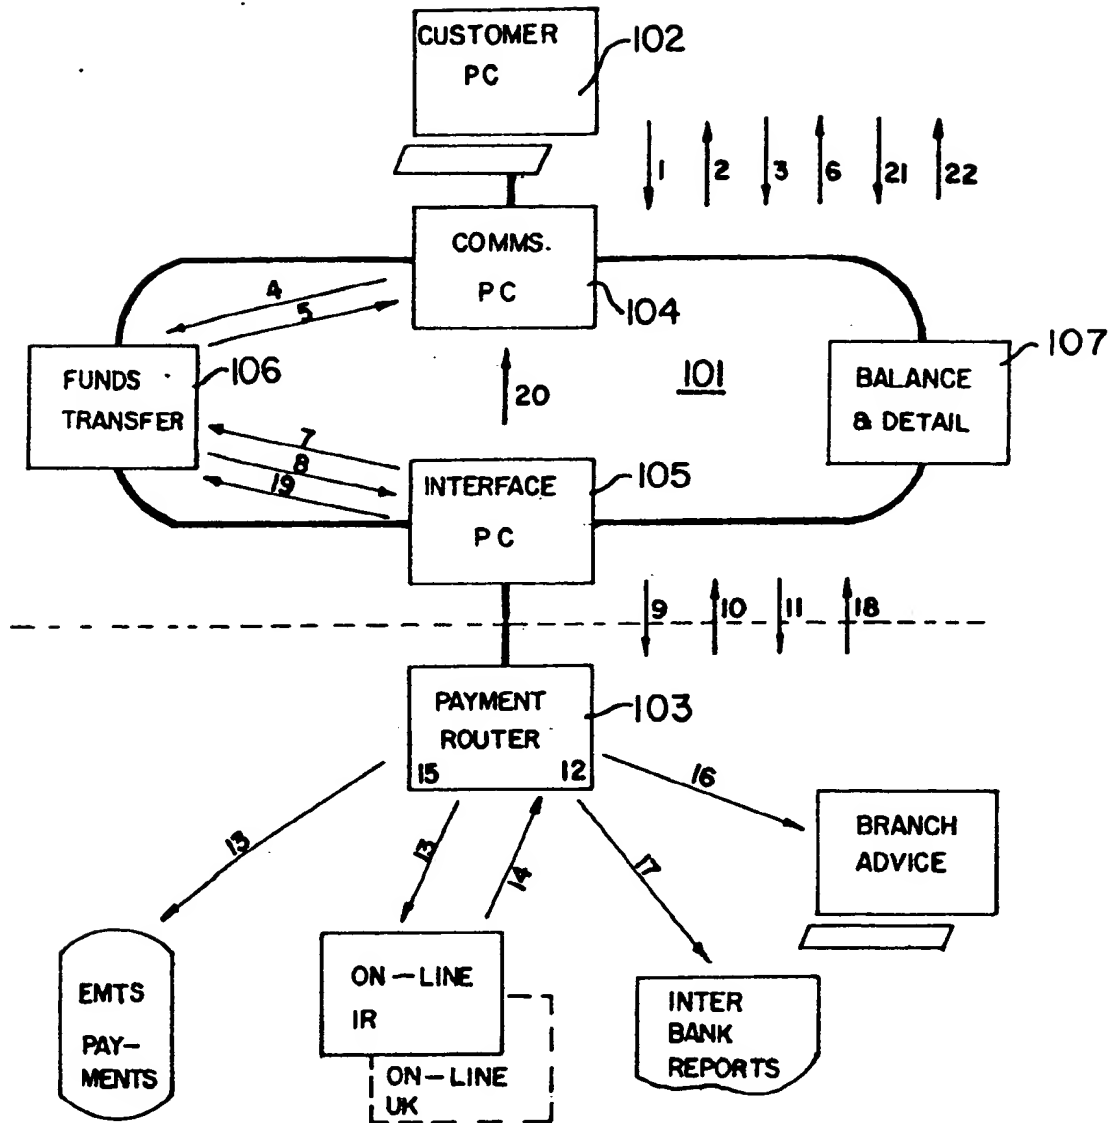 CUSTOMER
PC
102
1
2
3
6
21
22
COMMS.
PC
104
4
5
FUNDS
TRANSFER
106
101
20
BALANCE
& DETAIL
107
7
8
19
INTERFACE
PC
105
9
10
11
18
PAYMENT
ROUTER
15
12
103
13
13
14
17
16
BRANCH
ADVICE
EMTS
PAY-
MENTS
ON-LINE
IR
ON-LINE
UK
INTER
BANK
REPORTS